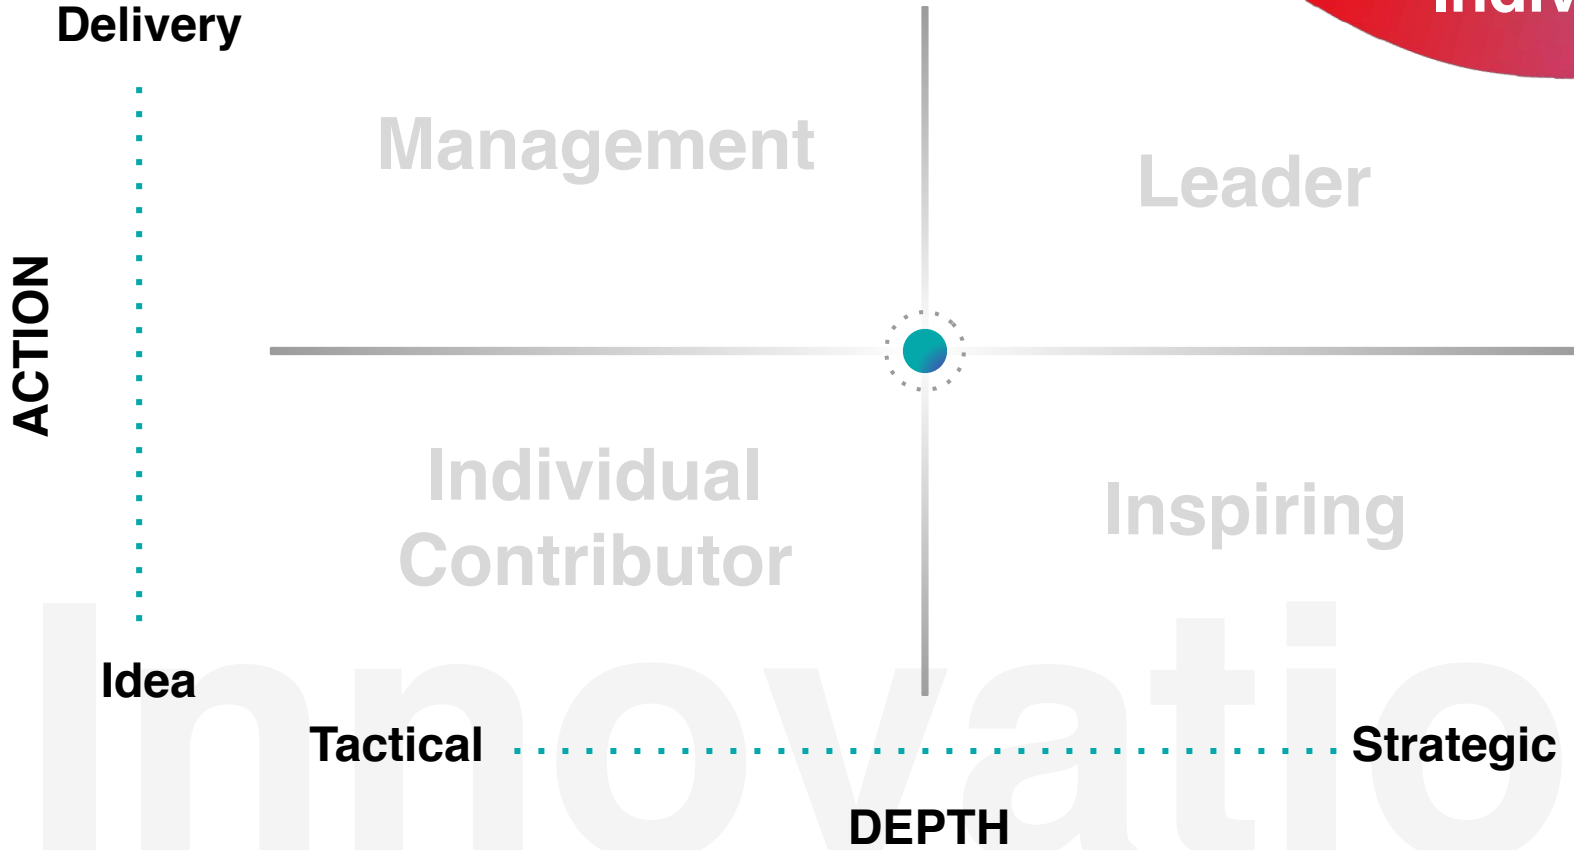 Delivery
Management
Leader
ACTION
Individual
Contributor
Inspiring
Idea
Tactical
Strategic
DEPTH